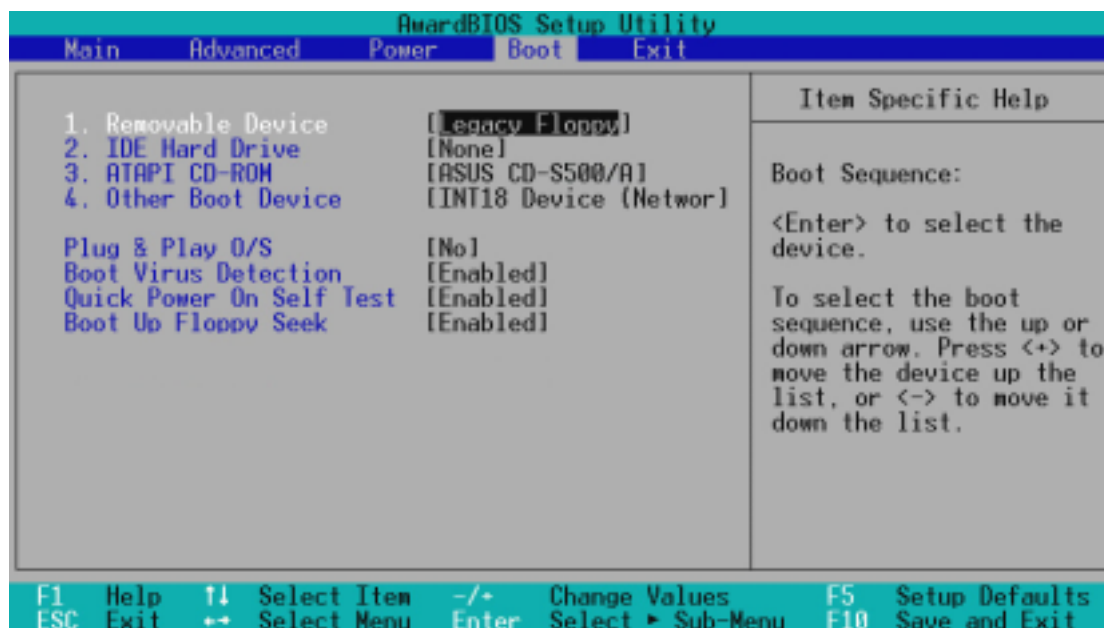 AwardBIOS Setup Utility
Main Advanced Power Boot Exit
1. Removable Device [Legacy Floppy]
2. IDE Hard Drive [None]
3. ATAPI CD-ROM [ASUS CD-S500/A]
4. Other Boot Device [INT18 Device (Networ]
Plug & Play O/S [No]
Boot Virus Detection [Enabled]
Quick Power On Self Test [Enabled]
Boot Up Floppy Seek [Enabled]
Item Specific Help
Boot Sequence:
<Enter> to select the
device.
To select the boot
sequence, use the up or
down arrow. Press <+> to
move the device up the
list, or <-> to move it
down the list.
F1 Help ↑↓ Select Item -/+ Change Values F5 Setup Defaults
ESC Exit ←→ Select Menu Enter Select ► Sub-Menu F10 Save and Exit